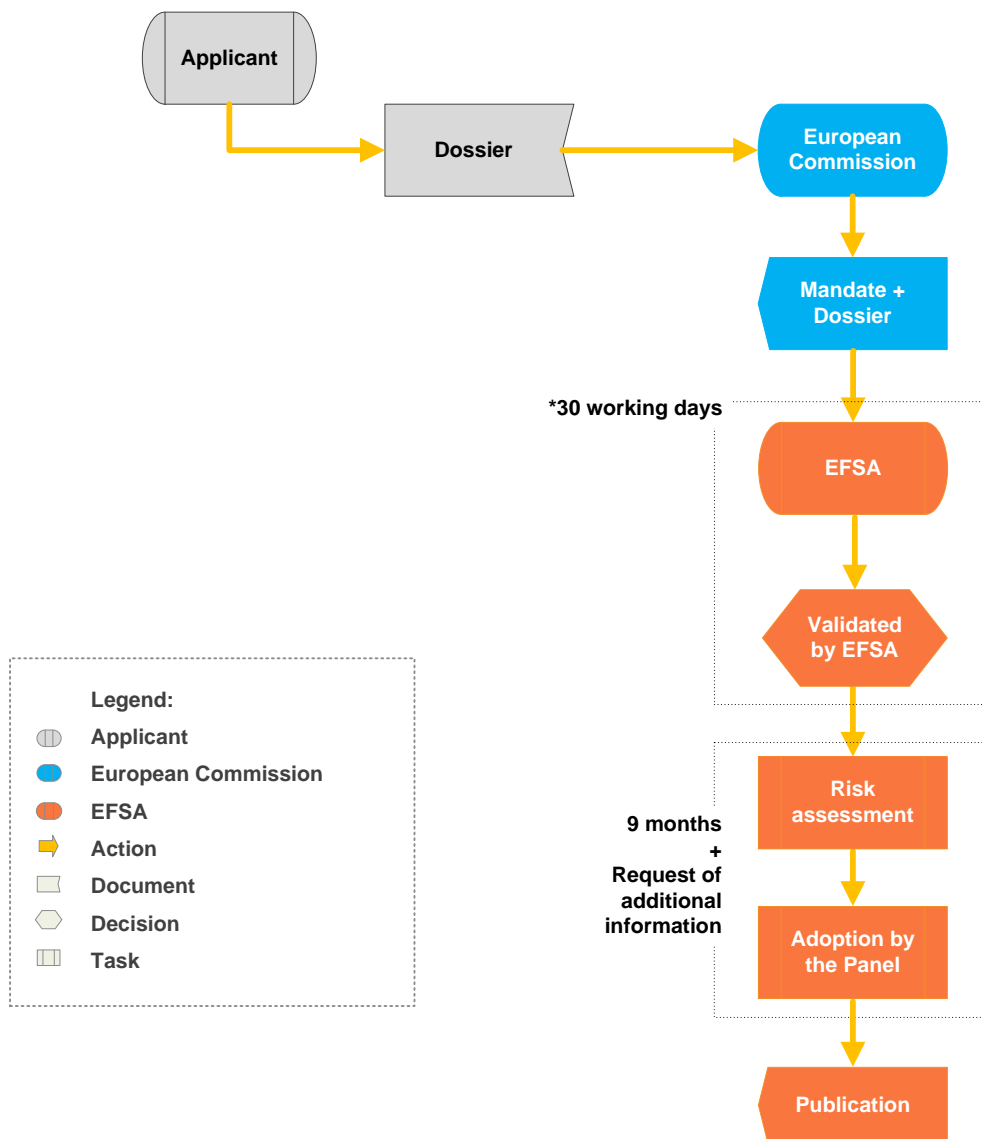 Applicant
Dossier
European
Commission
Mandate +
Dossier
*30 working days
EFSA
Validated
by EFSA
Legend:
Applicant
European Commission
EFSA
Action
Document
Decision
Task
Risk
assessment
9 months
+
Request of
additional
information
Adoption by
the Panel
Publication